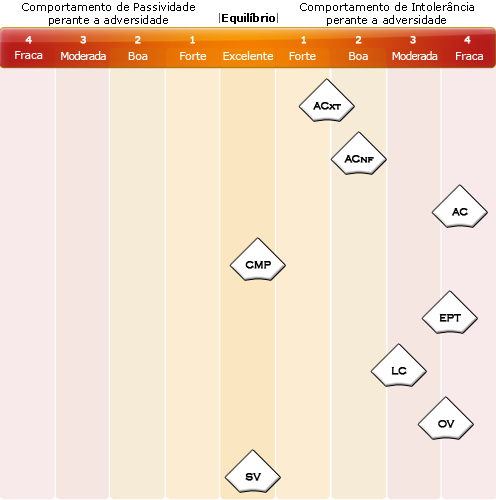 Comportamento de Passividade
perante a adversidade
|Equilíbrio|
Comportamento de Intolerância
perante a adversidade
4 3 2 1 1 2 3 4
Fraca Moderada Boa Forte Excelente Forte Boa Moderada Fraca
ACXT
ACNF
AC
CMP
EPT
LC
OV
SV